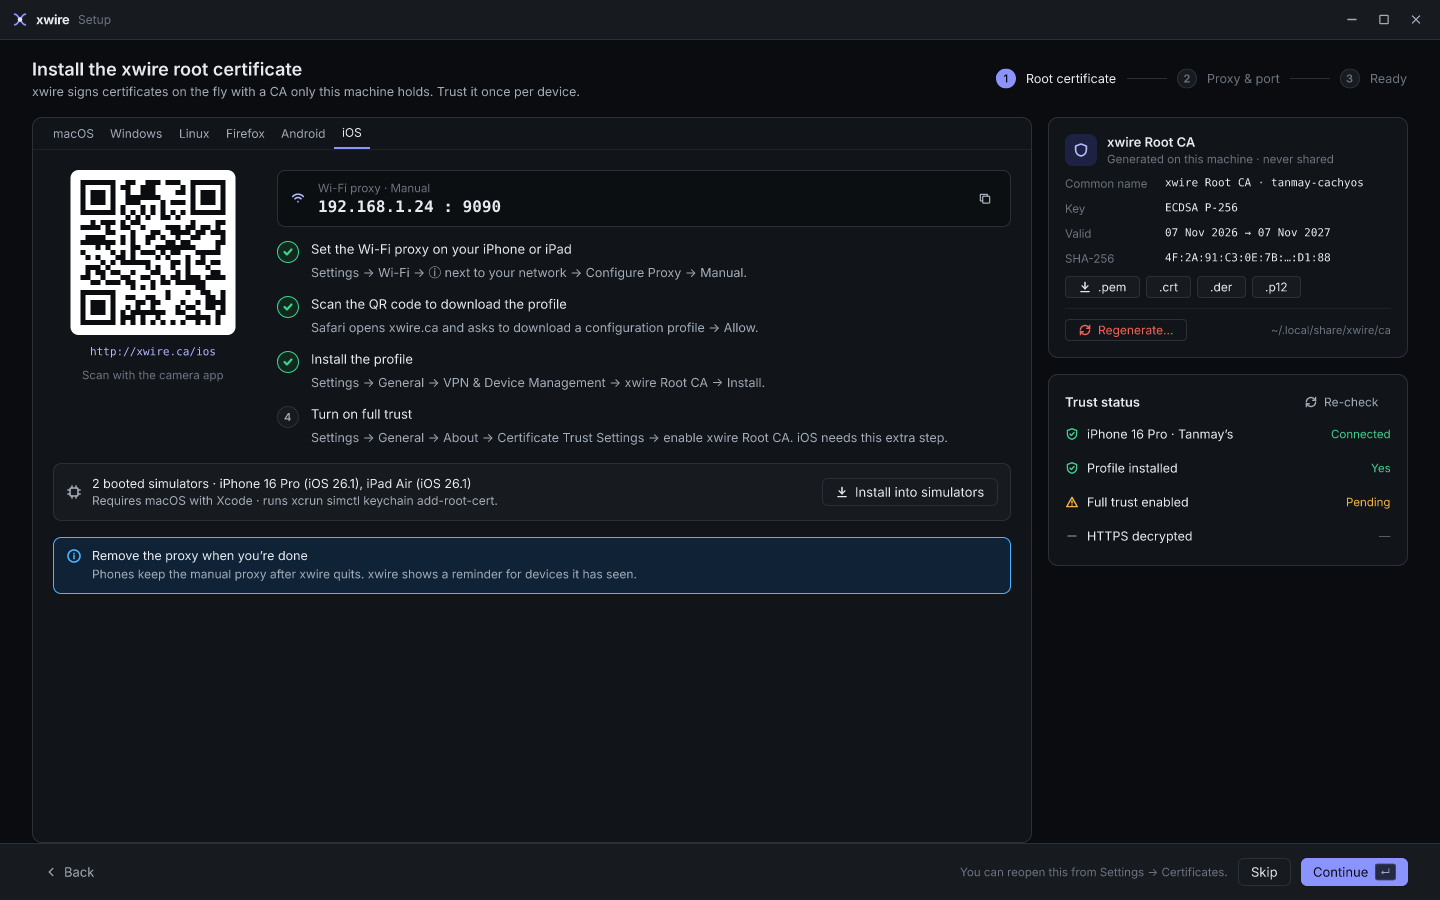 xwire Setup
Install the xwire root certificate
xwire signs certificates on the fly with a CA only this machine holds. Trust it once per device.
1 Root certificate 2 Proxy & port 3 Ready
macOS Windows Linux Firefox Android iOS
http://xwire.ca/ios
Scan with the camera app
Wi-Fi proxy · Manual
192.168.1.24 : 9090
Set the Wi-Fi proxy on your iPhone or iPad
Settings → Wi-Fi → ⓘ next to your network → Configure Proxy → Manual.
Scan the QR code to download the profile
Safari opens xwire.ca and asks to download a configuration profile → Allow.
Install the profile
Settings → General → VPN & Device Management → xwire Root CA → Install.
4 Turn on full trust
Settings → General → About → Certificate Trust Settings → enable xwire Root CA. iOS needs this extra step.
2 booted simulators · iPhone 16 Pro (iOS 26.1), iPad Air (iOS 26.1)
Requires macOS with Xcode · runs xcrun simctl keychain add-root-cert.
Install into simulators
Remove the proxy when you’re done
Phones keep the manual proxy after xwire quits. xwire shows a reminder for devices it has seen.
xwire Root CA
Generated on this machine · never shared
Common name xwire Root CA · tanmay-cachyos
Key ECDSA P-256
Valid 07 Nov 2026 → 07 Nov 2027
SHA-256 4F:2A:91:C3:0E:7B:…:D1:88
.pem .crt .der .p12
Regenerate… ~/.local/share/xwire/ca
Trust status Re-check
iPhone 16 Pro · Tanmay’s Connected
Profile installed Yes
Full trust enabled Pending
HTTPS decrypted —
Back
You can reopen this from Settings → Certificates. Skip Continue ↵